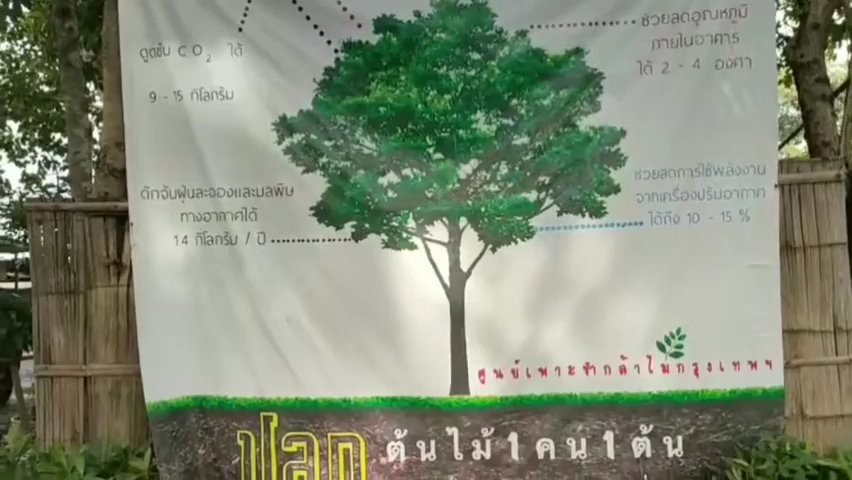 ดูดซับ CO2 ได้
9 - 15 กิโลกรัม
ช่วยลดอุณหภูมิ
ภายในอาคาร
ได้ 2 - 4 องศา
ดักจับฝุ่นละอองและมลพิษ
ทางอากาศได้
1.4 กิโลกรัม / ปี
ช่วยลดการใช้พลังงาน
จากเครื่องปรับอากาศ
ได้ถึง 10 - 15 %
ศูนย์เพาะชำกล้าไม้กรุงเทพฯ
ปลูก ต้นไม้ 1 คน 1 ต้น